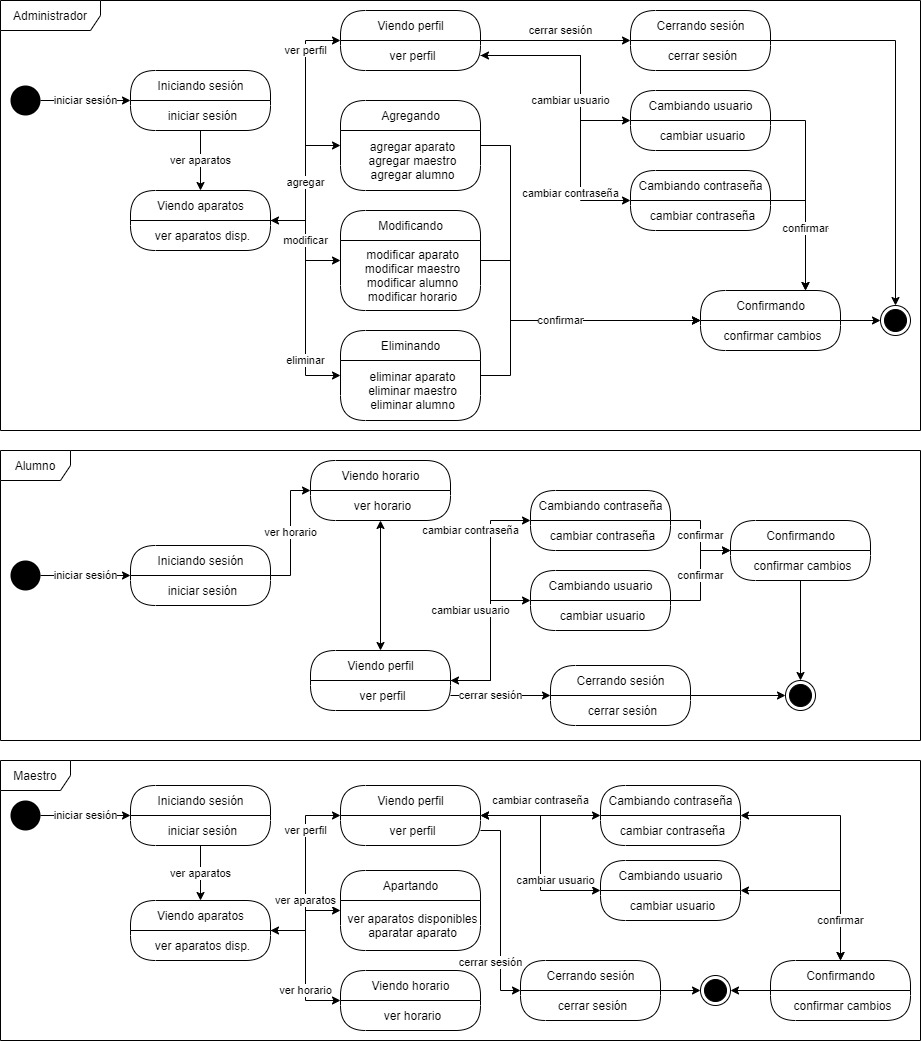 Administrador
iniciar sesión
Iniciando sesión
iniciar sesión
ver aparatos
Viendo aparatos
ver aparatos disp.
ver perfil
agregar
modificar
eliminar
Viendo perfil
ver perfil
Agregando
agregar aparato
agregar maestro
agregar alumno
Modificando
modificar aparato
modificar maestro
modificar alumno
modificar horario
Eliminando
eliminar aparato
eliminar maestro
eliminar alumno
cerrar sesión
cambiar usuario
cambiar contraseña
Cerrando sesión
cerrar sesión
Cambiando usuario
cambiar usuario
Cambiando contraseña
cambiar contraseña
confirmar
confirmar
Confirmando
confirmar cambios
Alumno
iniciar sesión
Iniciando sesión
iniciar sesión
ver horario
Viendo horario
ver horario
Viendo perfil
ver perfil
cambiar contraseña
cambiar usuario
cerrar sesión
Cambiando contraseña
cambiar contraseña
Cambiando usuario
cambiar usuario
Cerrando sesión
cerrar sesión
confirmar
confirmar
Confirmando
confirmar cambios
Maestro
iniciar sesión
Iniciando sesión
iniciar sesión
ver aparatos
Viendo aparatos
ver aparatos disp.
ver perfil
ver aparatos
ver horario
Viendo perfil
ver perfil
Apartando
ver aparatos disponibles
aparatar aparato
Viendo horario
ver horario
cambiar contraseña
cambiar usuario
cerrar sesión
Cambiando contraseña
cambiar contraseña
Cambiando usuario
cambiar usuario
Cerrando sesión
cerrar sesión
confirmar
Confirmando
confirmar cambios